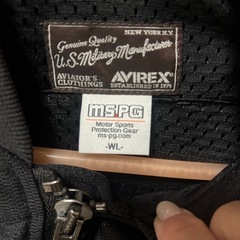 NEW YORK N.Y.
Genuine Quality
U.S. Military Manufacturer
AVIATOR'S
CLOTHINGS
AVIREX
ESTABLISHED IN 1975
MSPG
Motor Sports
Protection Gear
ms-pg.com
-WL-